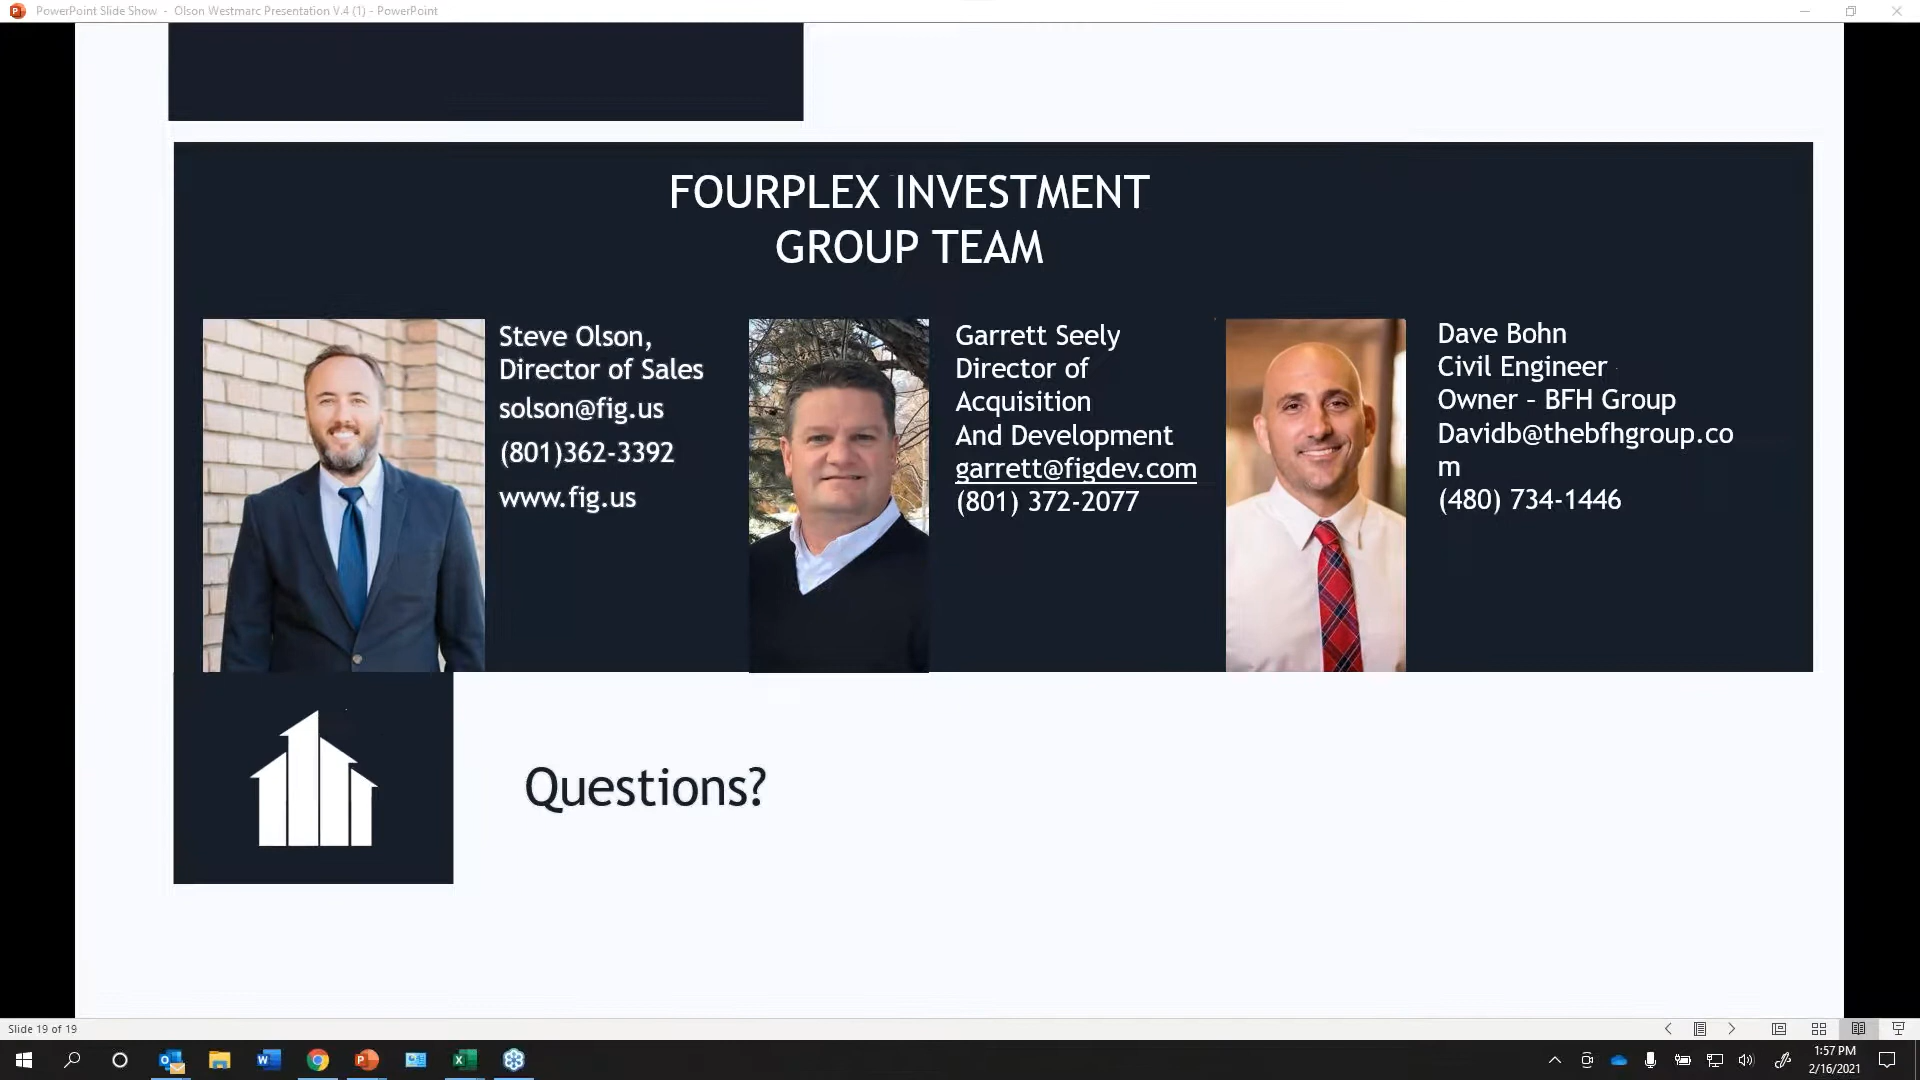 PowerPoint Slide Show - Olson Westmarc Presentation V.4 (1) - PowerPoint
FOURPLEX INVESTMENT
GROUP TEAM
Steve Olson,
Director of Sales
solson@fig.us
(801)362-3392
www.fig.us
Garrett Seely
Director of
Acquisition
And Development
garrett@figdev.com
(801) 372-2077
Dave Bohn
Civil Engineer
Owner – BFH Group
Davidb@thebfhgroup.co
m
(480) 734-1446
Questions?
Slide 19 of 19
1:57 PM
2/16/2021